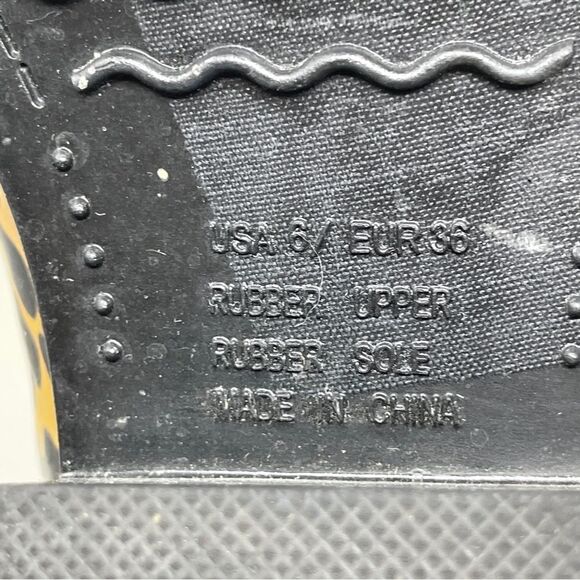 USA 6/ EUR 36
RUBBER UPPER
RUBBER SOLE
MADE IN CHINA